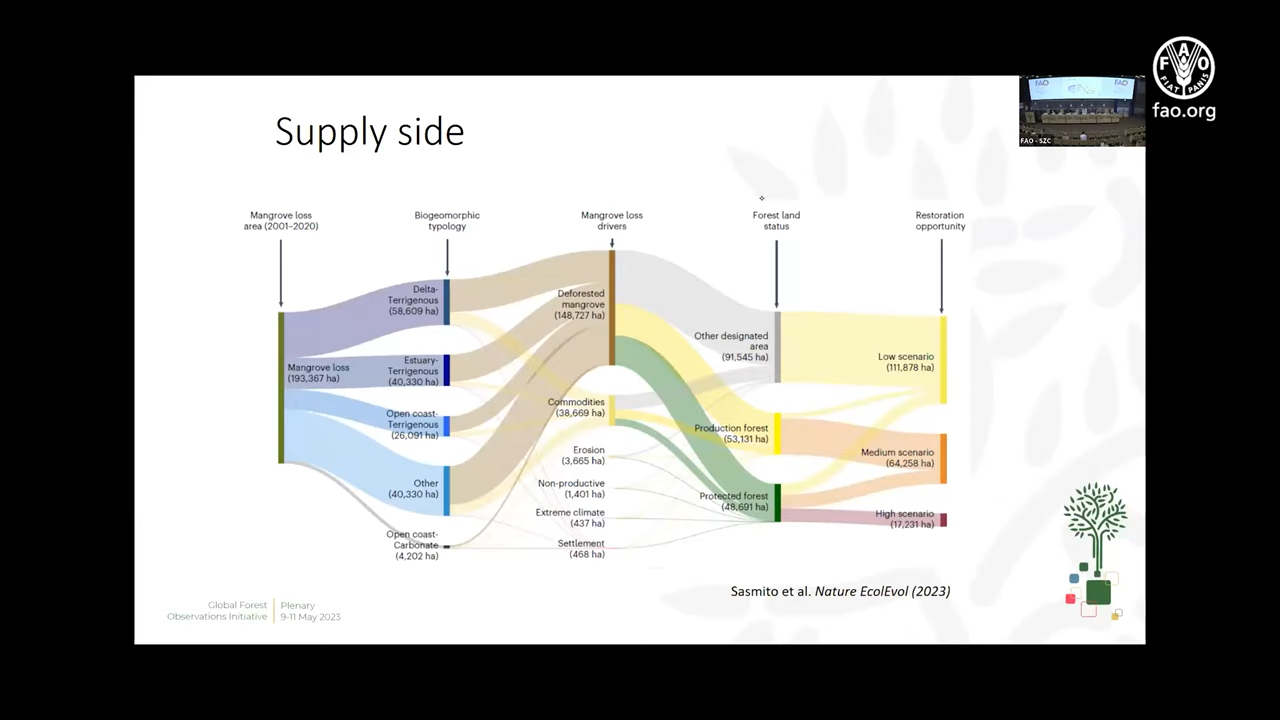 FAO
FIAT PANIS
fao.org
FAO - SZC
Supply side
Mangrove loss
area (2001–2020)
Biogeomorphic
typology
Mangrove loss
drivers
Forest land
status
Restoration
opportunity
Mangrove loss
(193,367 ha)
Delta-
Terrigenous
(58,609 ha)
Estuary-
Terrigenous
(40,330 ha)
Open coast-
Terrigenous
(26,091 ha)
Other
(40,330 ha)
Open coast-
Carbonate
(4,202 ha)
Deforested
mangrove
(148,727 ha)
Commodities
(38,669 ha)
Erosion
(3,665 ha)
Non-productive
(1,401 ha)
Extreme climate
(437 ha)
Settlement
(468 ha)
Other designated
area
(91,545 ha)
Production forest
(53,131 ha)
Protected forest
(48,691 ha)
Low scenario
(111,878 ha)
Medium scenario
(64,258 ha)
High scenario
(17,231 ha)
Sasmito et al. Nature EcolEvol (2023)
Global Forest
Observations Initiative
Plenary
9-11 May 2023